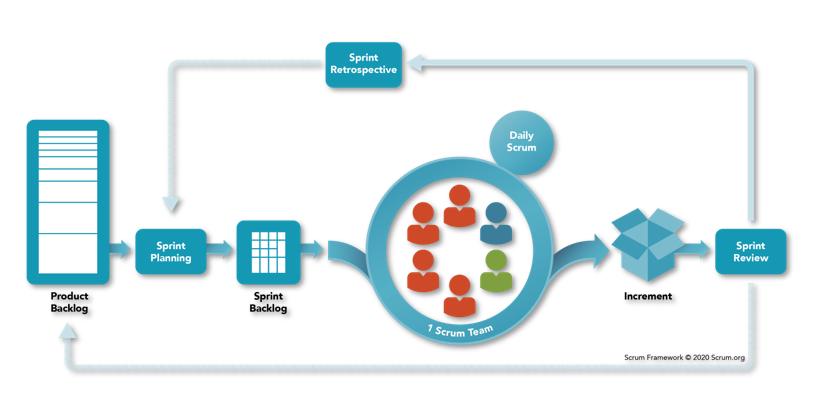 Sprint
Retrospective
Daily
Scrum
Sprint
Planning
Sprint
Review
Product
Backlog
Sprint
Backlog
Increment
1 Scrum Team
Scrum Framework © 2020 Scrum.org